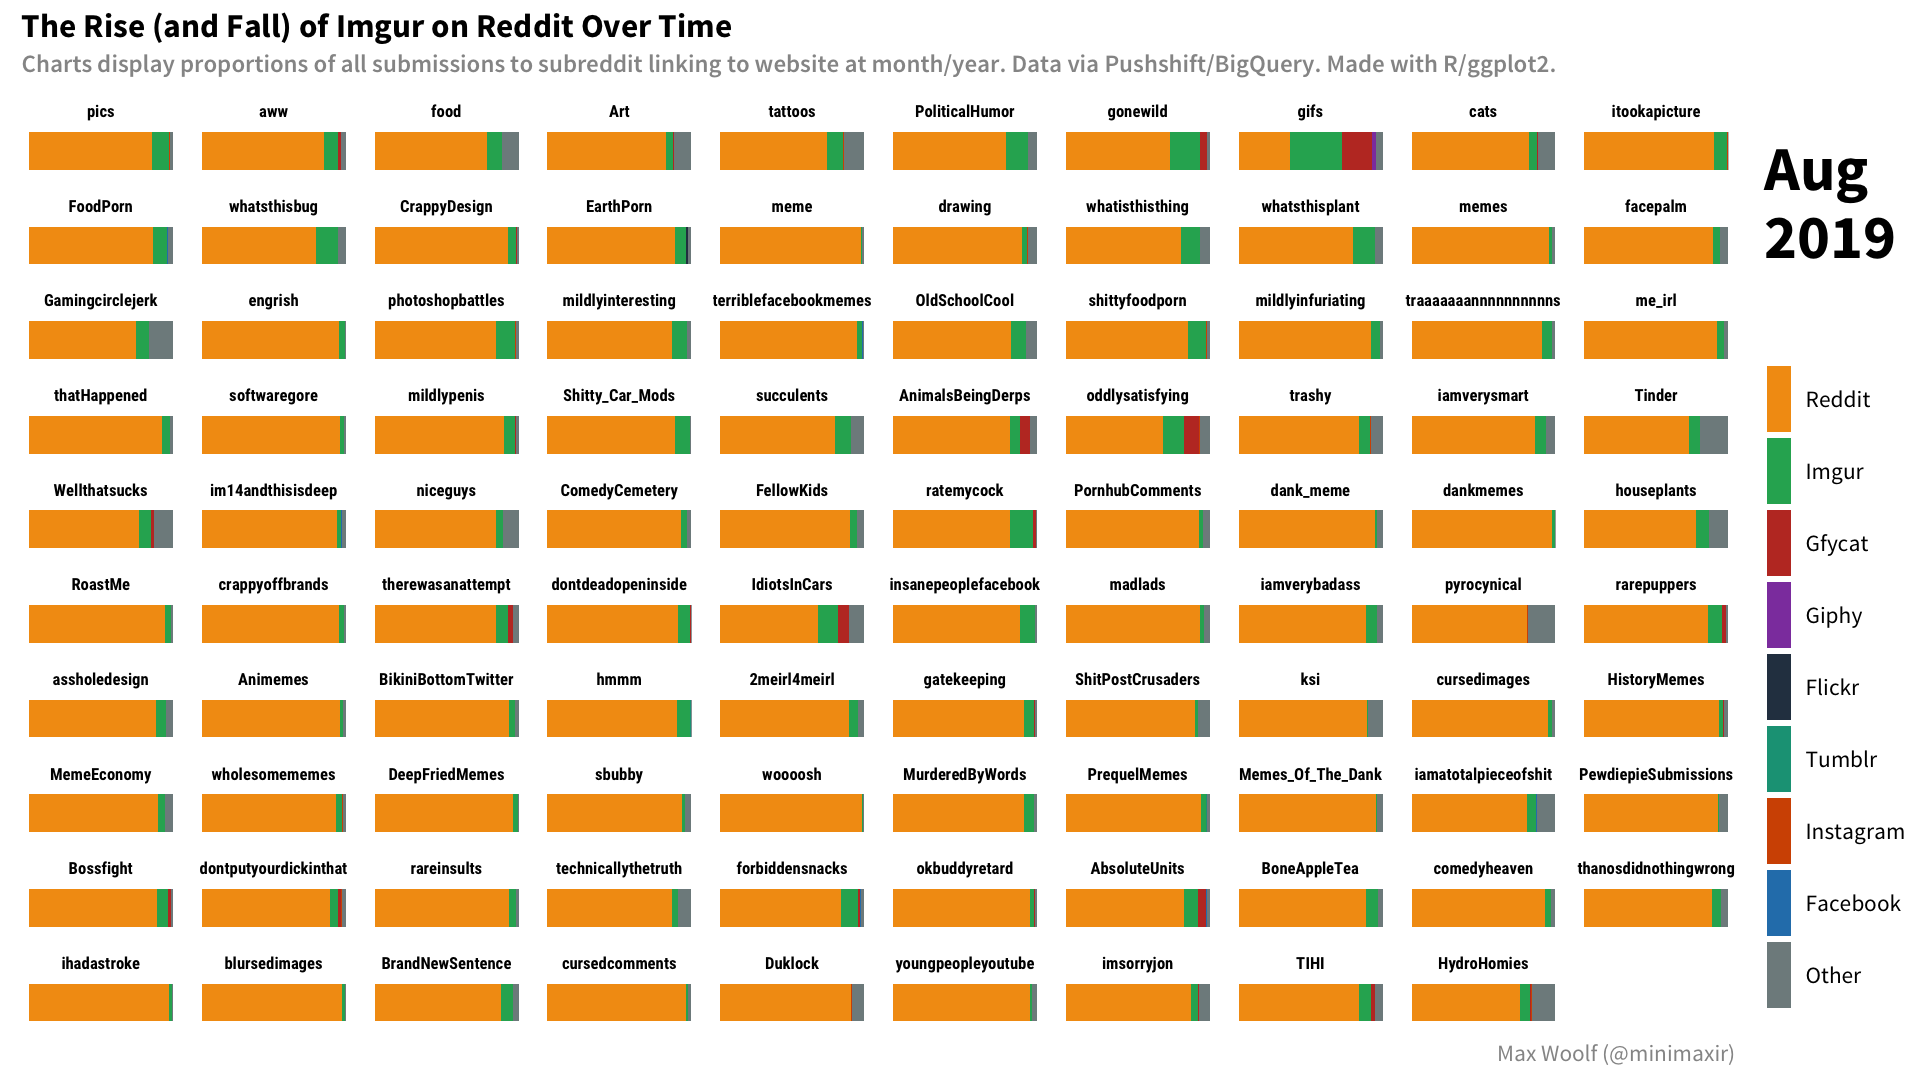 The Rise (and Fall) of Imgur on Reddit Over Time
Charts display proportions of all submissions to subreddit linking to website at month/year. Data via Pushshift/BigQuery. Made with R/ggplot2.
pics aww food Art tattoos PoliticalHumor gonewild gifs cats itookapicture
FoodPorn whatsthisbug CrappyDesign EarthPorn meme drawing whatisthisthing whatsthisplant memes facepalm
Gamingcirclejerk engrish photoshopbattles mildlyinteresting terriblefacebookmemes OldSchoolCool shittyfoodporn mildlyinfuriating traaaaaaannnnnnnnnns me_irl
thatHappened softwaregore mildlypenis Shitty_Car_Mods succulents AnimalsBeingDerps oddlysatisfying trashy iamverysmart Tinder
Wellthatsucks im14andthisisdeep niceguys ComedyCemetery FellowKids ratemycock PornhubComments dank_meme dankmemes houseplants
RoastMe crappyoffbrands therewasanattempt dontdeadopeninside IdiotsInCars insanepeoplefacebook madlads iamverybadass pyrocynical rarepuppers
assholedesign Animemes BikiniBottomTwitter hmmm 2meirl4meirl gatekeeping ShitPostCrusaders ksi cursedimages HistoryMemes
MemeEconomy wholesomememes DeepFriedMemes sbubby woooosh MurderedByWords PrequelMemes Memes_Of_The_Dank iamatotalpieceofshit PewdiepieSubmissions
Bossfight dontputyourdickinthat rareinsults technicallythetruth forbiddensnacks okbuddyretard AbsoluteUnits BoneAppleTea comedyheaven thanosdidnothingwrong
ihadastroke blursedimages BrandNewSentence cursedcomments Duklock youngpeopleyoutube imsorryjon TIHI HydroHomies
Aug
2019
Reddit
Imgur
Gfycat
Giphy
Flickr
Tumblr
Instagram
Facebook
Other
Max Woolf (@minimaxir)